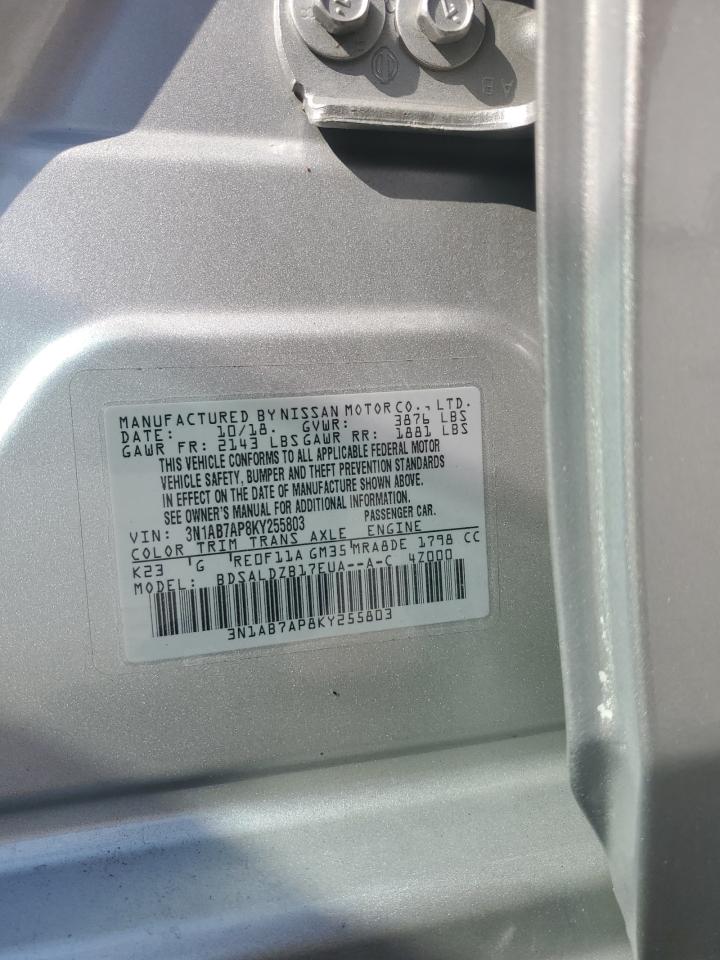 AB
MANUFACTURED BY NISSAN MOTOR CO., LTD.
DATE: 10/18. GVWR: 3876 LBS
GAWR FR: 2143 LBS GAWR RR: 1881 LBS
THIS VEHICLE CONFORMS TO ALL APPLICABLE FEDERAL MOTOR
VEHICLE SAFETY, BUMPER AND THEFT PREVENTION STANDARDS
IN EFFECT ON THE DATE OF MANUFACTURE SHOWN ABOVE.
SEE OWNER'S MANUAL FOR ADDITIONAL INFORMATION.
VIN: 3N1AB7AP8KY255803 PASSENGER CAR.
COLOR TRIM TRANS AXLE ENGINE
K23 G RE0F11A GM35 MRA8DE 1798 CC
MODEL: BDSALDZB17EUA--A-C 47000
3N1AB7AP8KY255803